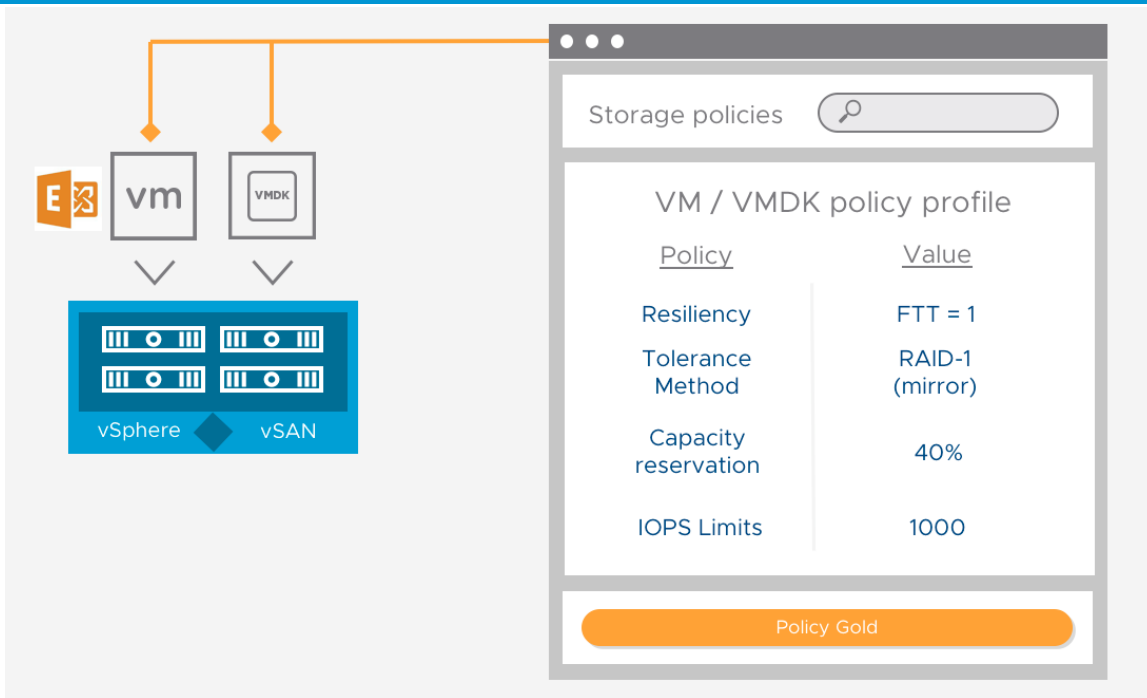 Storage policies
E
vm
VMDK
VM / VMDK policy profile
Policy Value
Resiliency FTT = 1
Tolerance
Method
RAID-1
(mirror)
Capacity
reservation
40%
IOPS Limits 1000
vSphere vSAN
Policy Gold